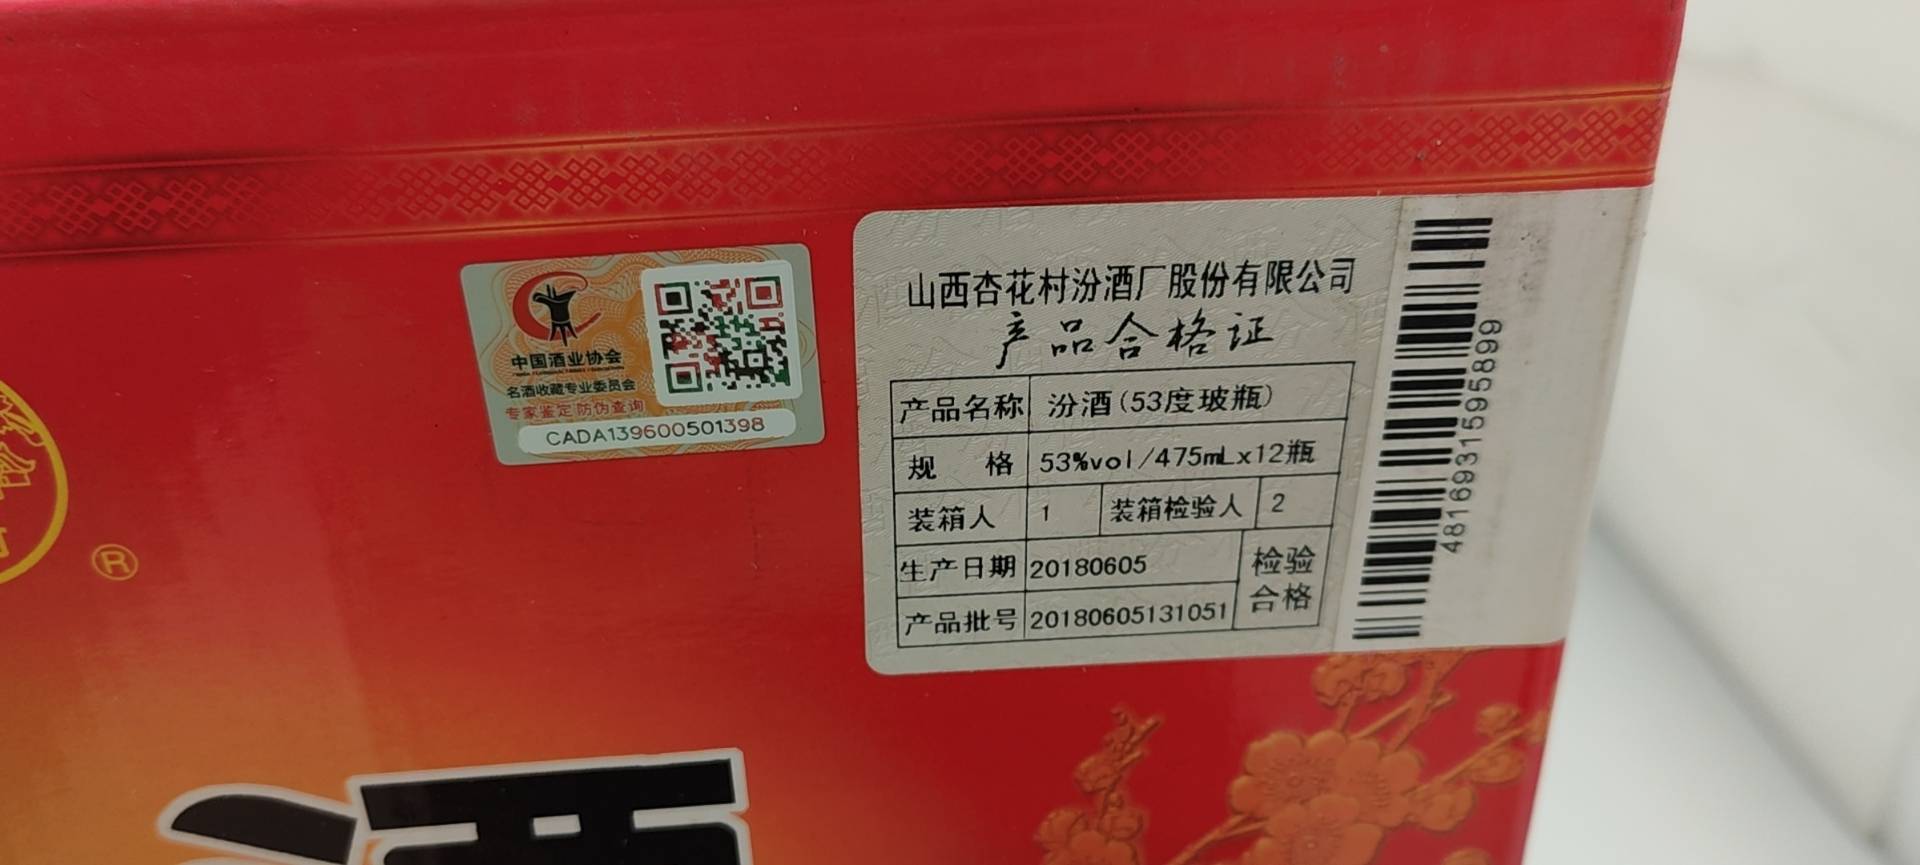 中国酒业协会
名酒收藏专业委员会
专家鉴定 防伪查询
CADA139600501398
山西杏花村汾酒厂股份有限公司
产品合格证
产品名称 汾酒(53度玻瓶)
规 格 53%vol/475mLx12瓶
装箱人 1 装箱检验人 2
生产日期 20180605 检验
产品批号 20180605131051 合格
4816931595899
®
酒